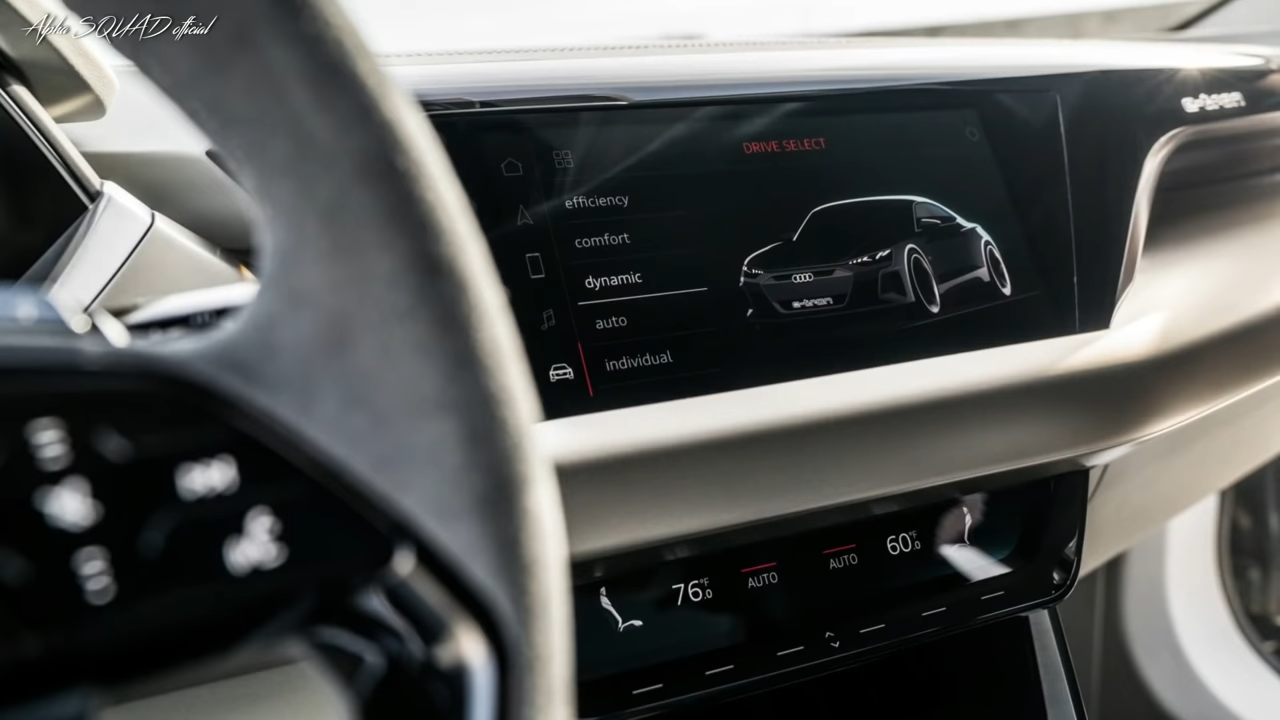 Alpha SQUAD official
e-tron
DRIVE SELECT
efficiency
comfort
dynamic
auto
individual
e-tron
76°F.0
AUTO
AUTO
60°F.0